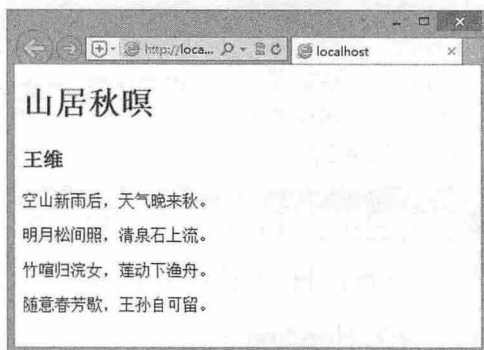 http://loca...
localhost
山居秋暝
王维
空山新雨后，天气晚来秋。
明月松间照，清泉石上流。
竹喧归浣女，莲动下渔舟。
随意春芳歇，王孙自可留。